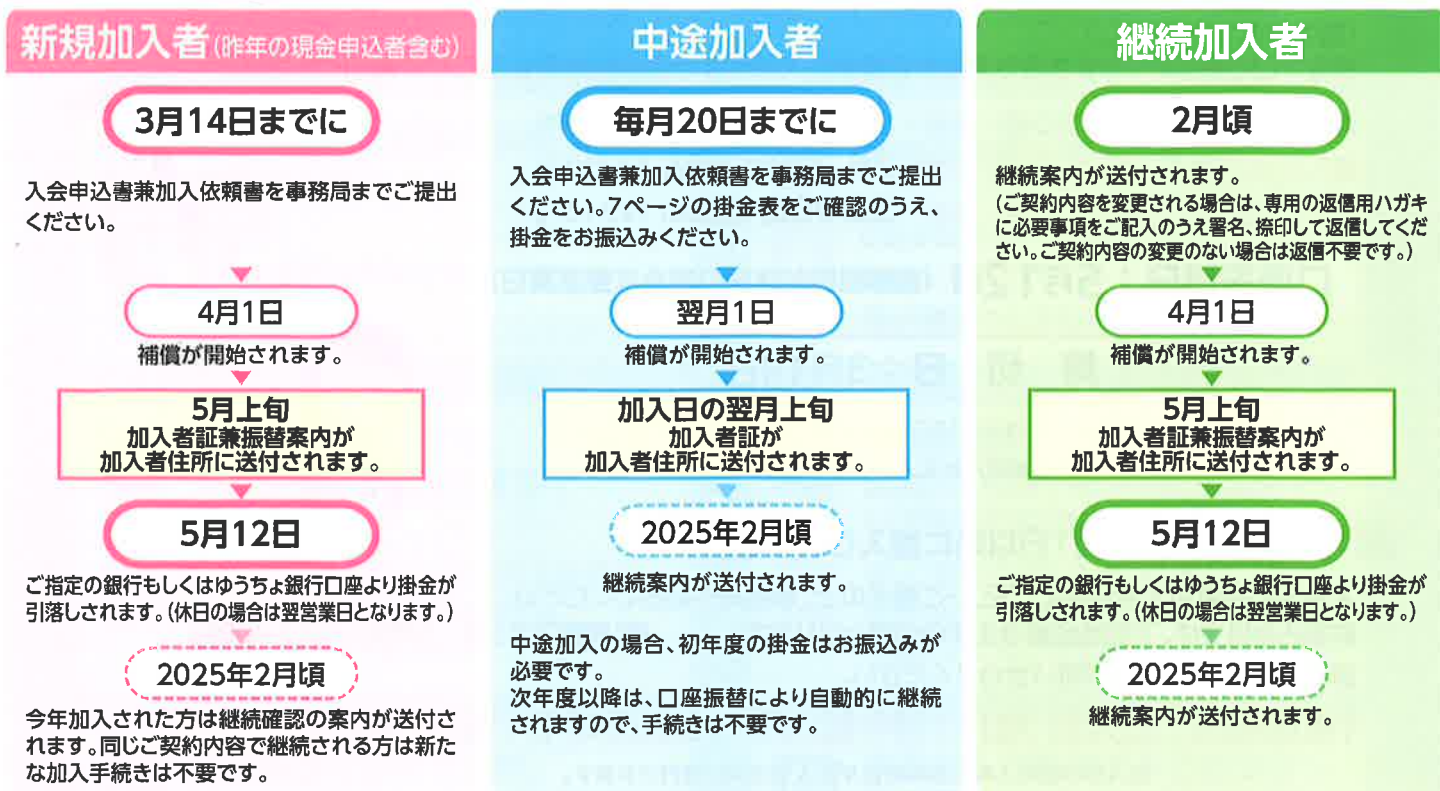 新規加入者(昨年の現金申込者含む)
3月14日までに
入会申込書兼加入依頼書を事務局までご提出
ください。
4月1日
補償が開始されます。
5月上旬
加入者証兼振替案内が
加入者住所に送付されます。
5月12日
ご指定の銀行もしくはゆうちょ銀行口座より掛金が
引落しされます。(休日の場合は翌営業日となります。)
2025年2月頃
今年加入された方は継続確認の案内が送付さ
れます。同じご契約内容で継続される方は新た
な加入手続きは不要です。
中途加入者
毎月20日までに
入会申込書兼加入依頼書を事務局までご提出
ください。7ページの掛金表をご確認のうえ、
掛金をお振込みください。
翌月1日
補償が開始されます。
加入日の翌月上旬
加入者証が
加入者住所に送付されます。
2025年2月頃
継続案内が送付されます。
中途加入の場合、初年度の掛金はお振込みが
必要です。
次年度以降は、口座振替により自動的に継続
されますので、手続きは不要です。
継続加入者
2月頃
継続案内が送付されます。
(ご契約内容を変更される場合は、専用の返信用ハガキ
に必要事項をご記入のうえ署名、捺印して返信してくだ
さい。ご契約内容の変更のない場合は返信不要です。)
4月1日
補償が開始されます。
5月上旬
加入者証兼振替案内が
加入者住所に送付されます。
5月12日
ご指定の銀行もしくはゆうちょ銀行口座より掛金が
引落しされます。(休日の場合は翌営業日となります。)
2025年2月頃
継続案内が送付されます。